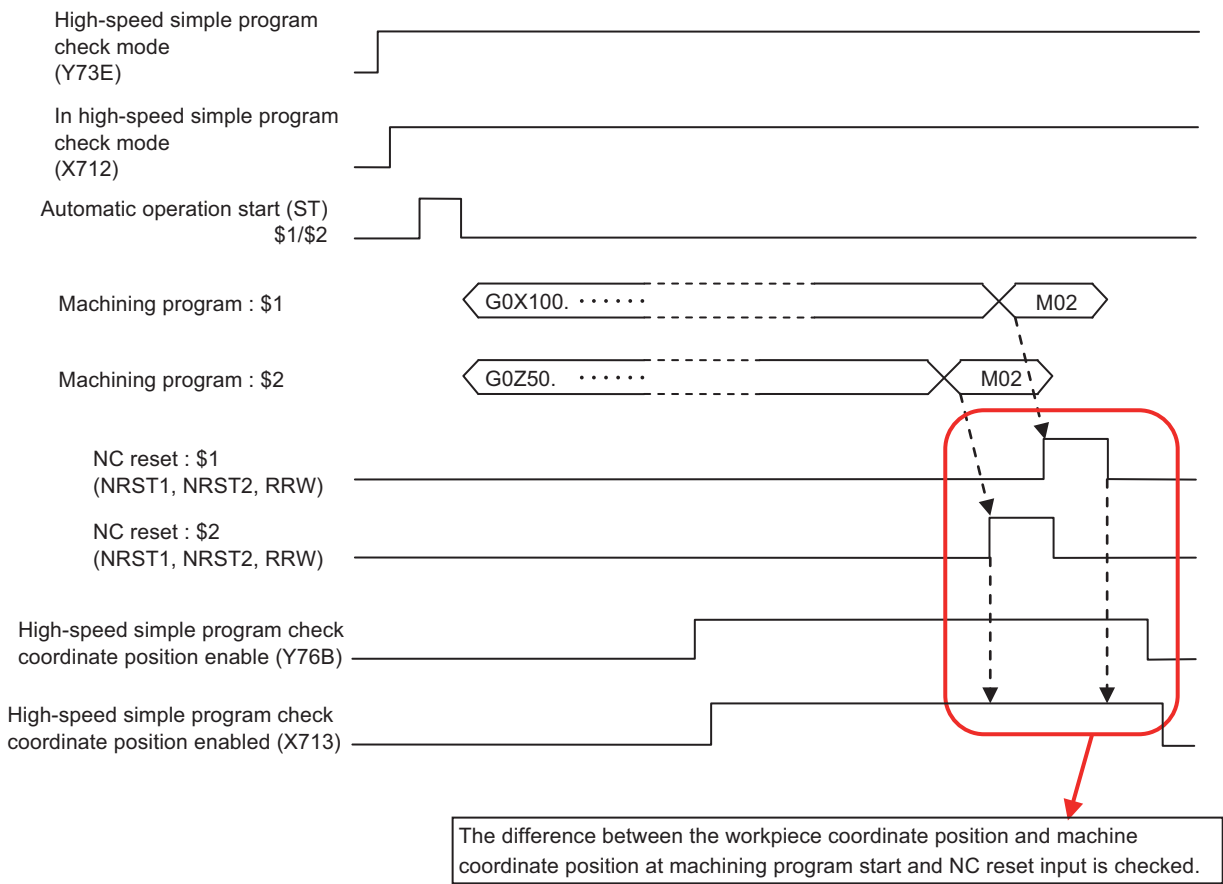 High-speed simple program
check mode
(Y73E)
In high-speed simple program
check mode
(X712)
Automatic operation start (ST)
$1/$2
Machining program : $1
G0X100. ······
M02
Machining program : $2
G0Z50. ······
M02
NC reset : $1
(NRST1, NRST2, RRW)
NC reset : $2
(NRST1, NRST2, RRW)
High-speed simple program check
coordinate position enable (Y76B)
High-speed simple program check
coordinate position enabled (X713)
The difference between the workpiece coordinate position and machine
coordinate position at machining program start and NC reset input is checked.